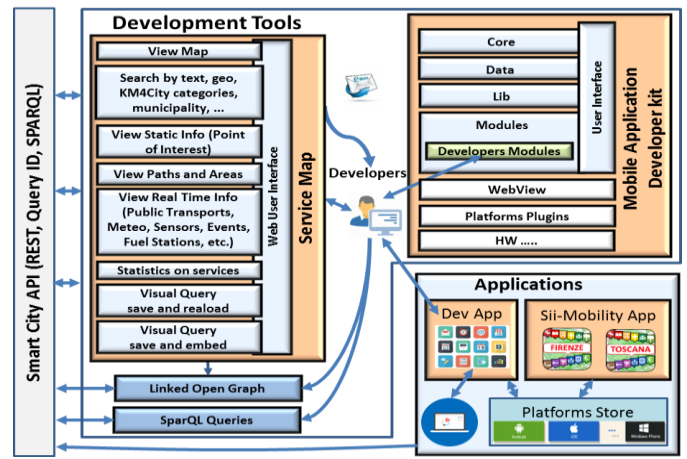 Smart City API (REST, Query ID, SPARQL)
Development Tools
View Map
Search by text, geo,
KM4City categories,
municipality, ...
View Static Info (Point
of Interest)
View Paths and Areas
View Real Time Info
(Public Transports,
Meteo, Sensors, Events,
Fuel Stations, etc.)
Statistics on services
Visual Query
save and reaload
Visual Query
save and embed
Web User Interface
Service Map
Linked Open Graph
SparQL Queries
Developers
Core
Data
Lib
Modules
Developers Modules
User Interface
WebView
Platforms Plugins
HW .....
Mobile Application
Developer kit
Applications
Dev App
Sii-Mobility App
FIRENZE
TOSCANA
Platforms Store
Android
iOS
... ...
Windows Phone